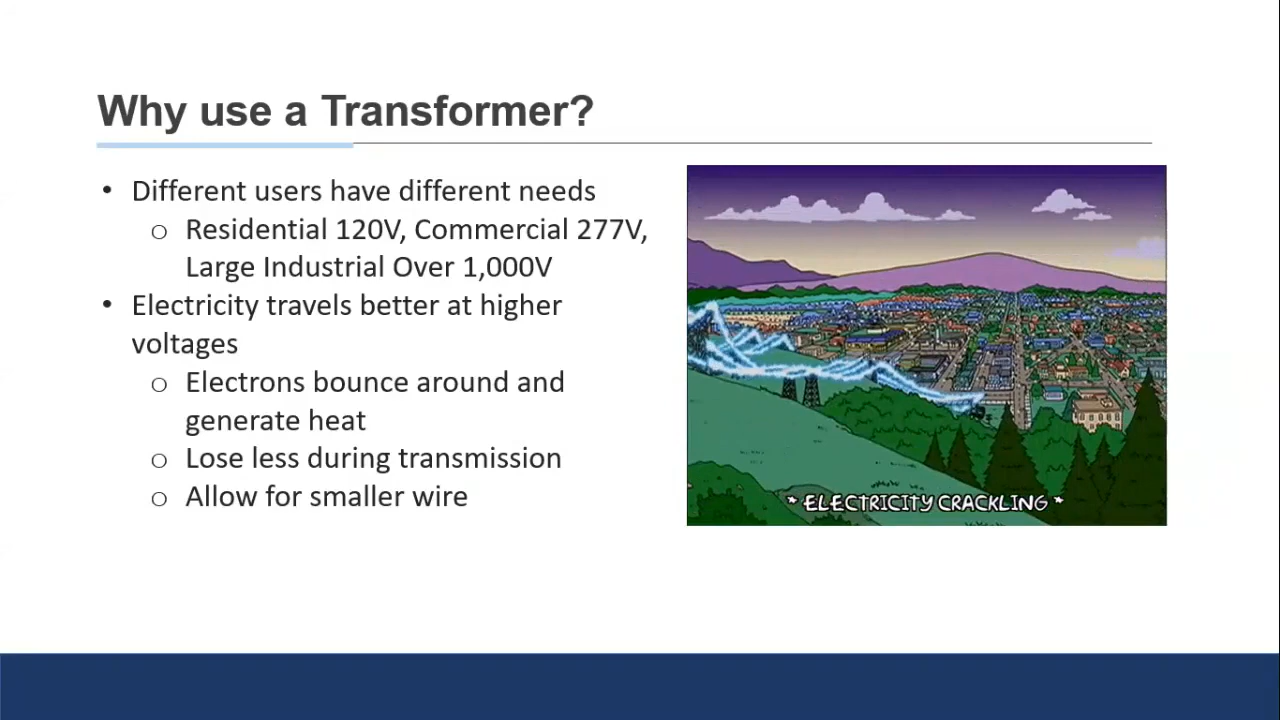 Why use a Transformer?
• Different users have different needs
o Residential 120V, Commercial 277V,
Large Industrial Over 1,000V
• Electricity travels better at higher
voltages
o Electrons bounce around and
generate heat
o Lose less during transmission
o Allow for smaller wire
* ELECTRICITY CRACKLING *